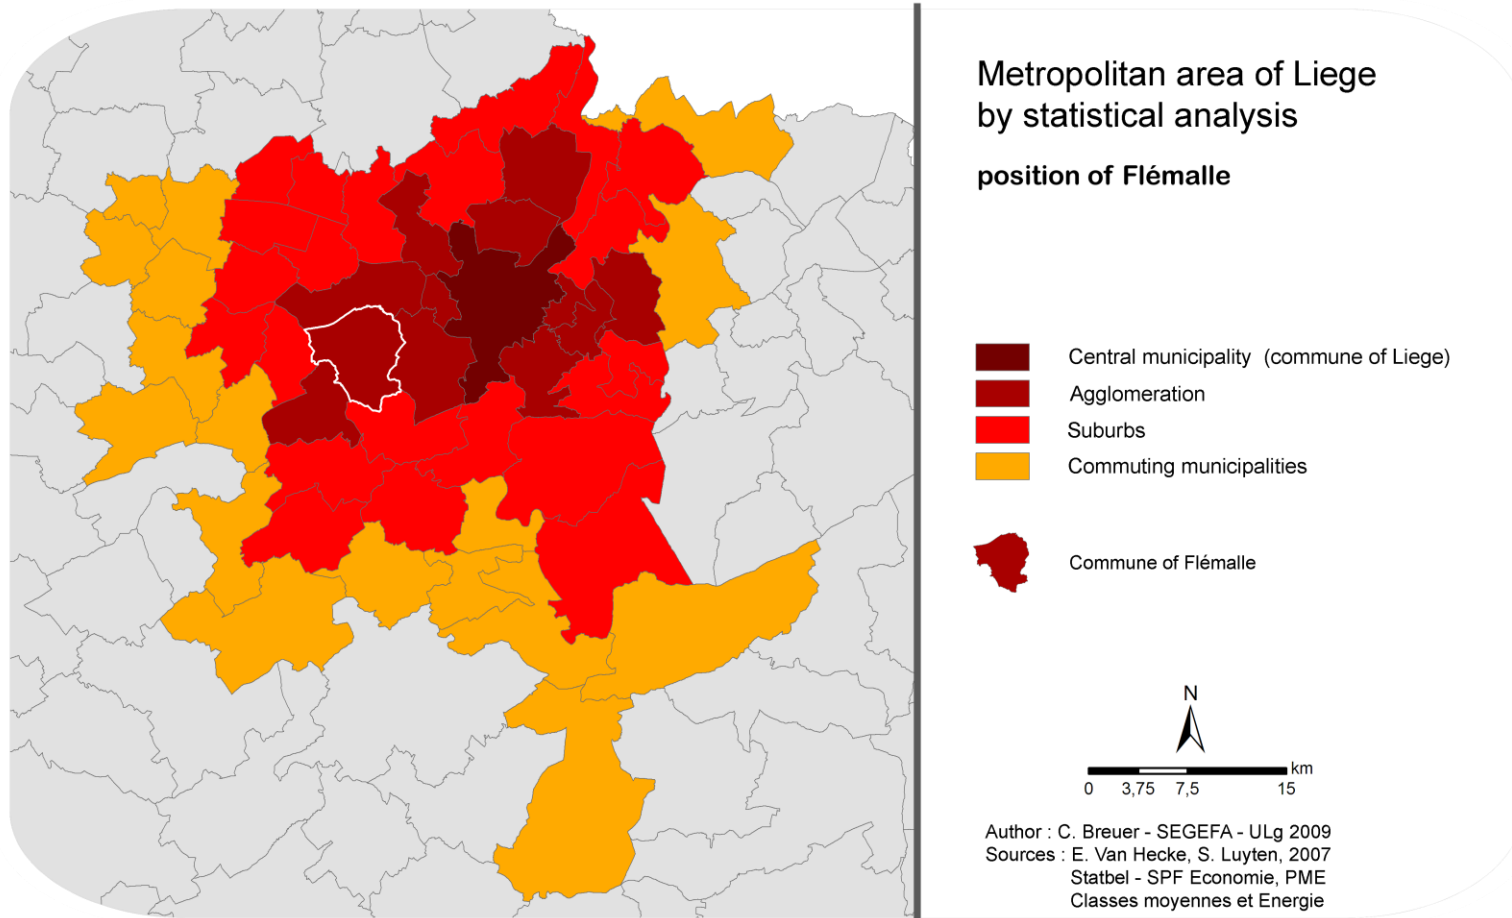 Metropolitan area of Liege
by statistical analysis
position of Flémalle
Central municipality (commune of Liege)
Agglomeration
Suburbs
Commuting municipalities
Commune of Flémalle
N
km
0 3,75 7,5 15
Author : C. Breuer - SEGEFA - ULg 2009
Sources : E. Van Hecke, S. Luyten, 2007
Statbel - SPF Economie, PME
Classes moyennes et Energie